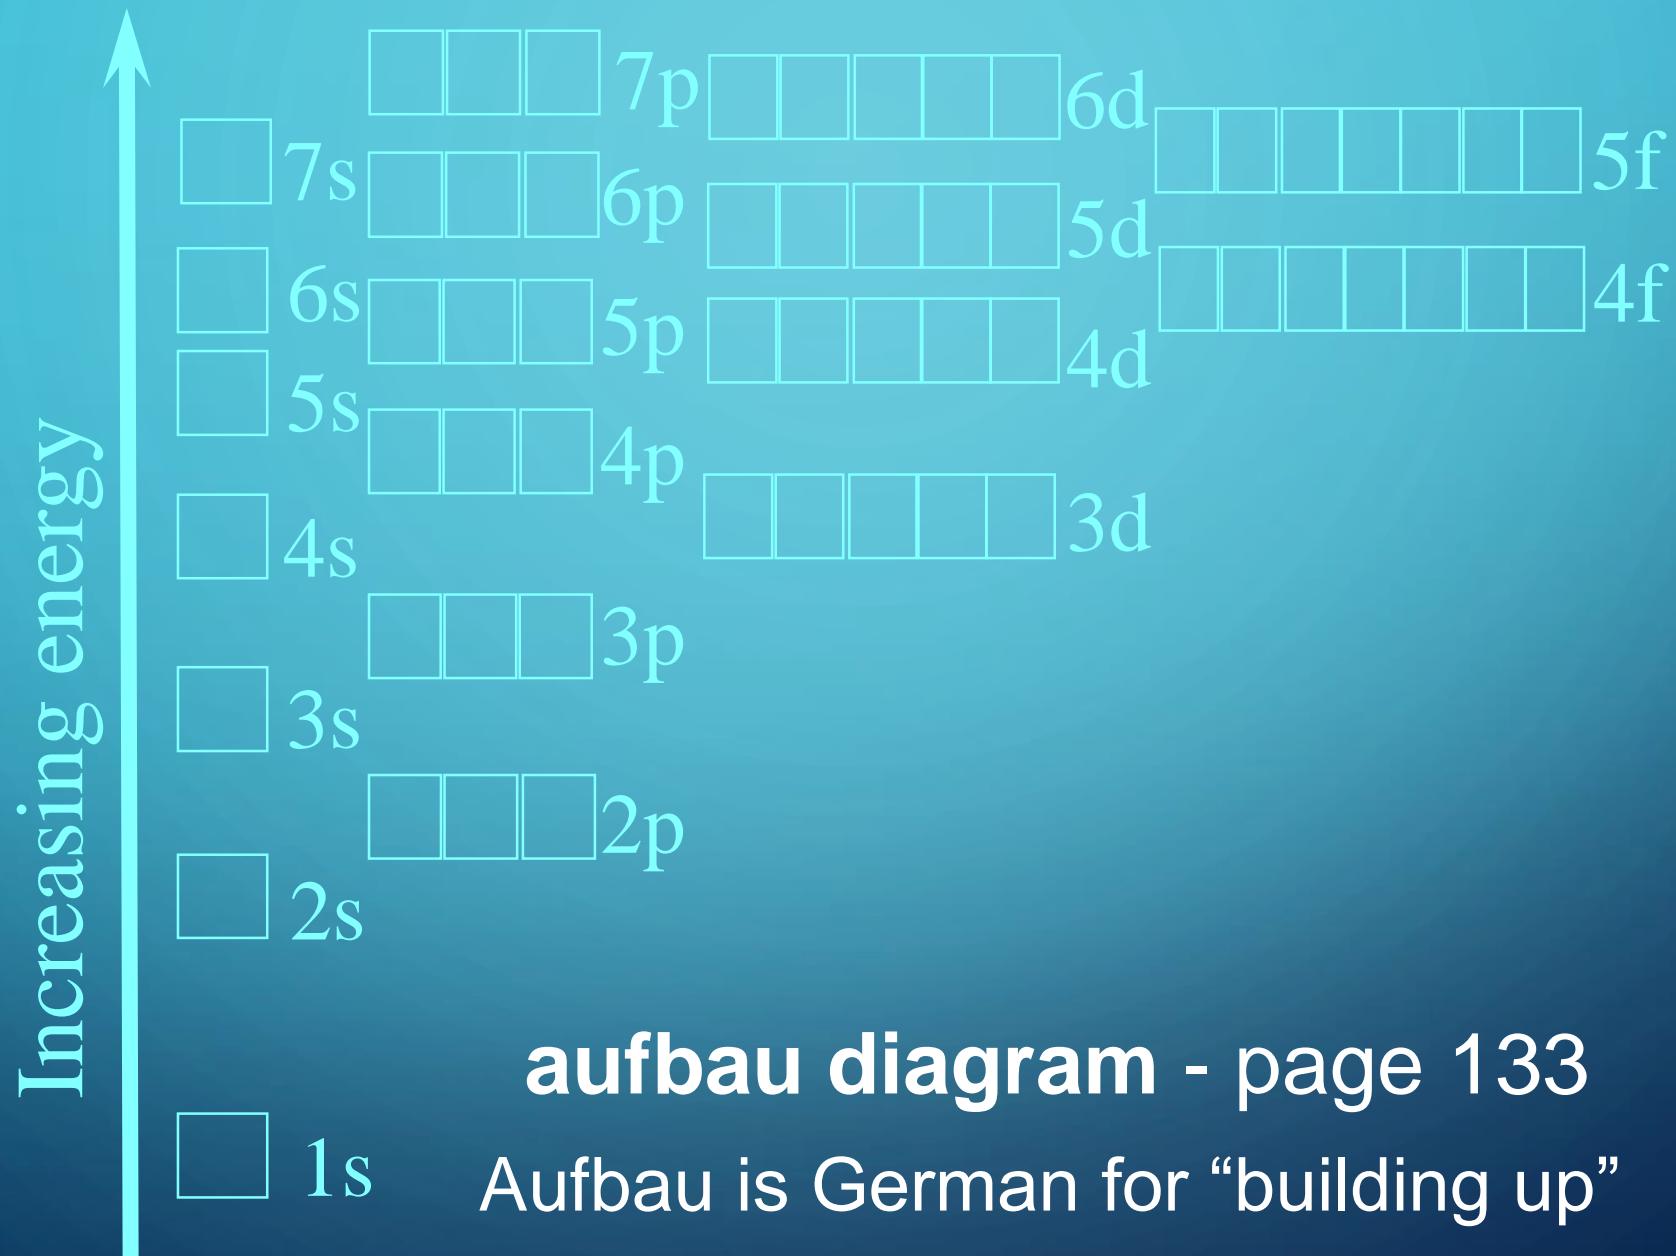 Increasing energy
7p
6d
5f
7s
6p
5d
4f
6s
5p
4d
5s
4p
3d
4s
3p
3s
2p
2s
1s
aufbau diagram - page 133
Aufbau is German for “building up”